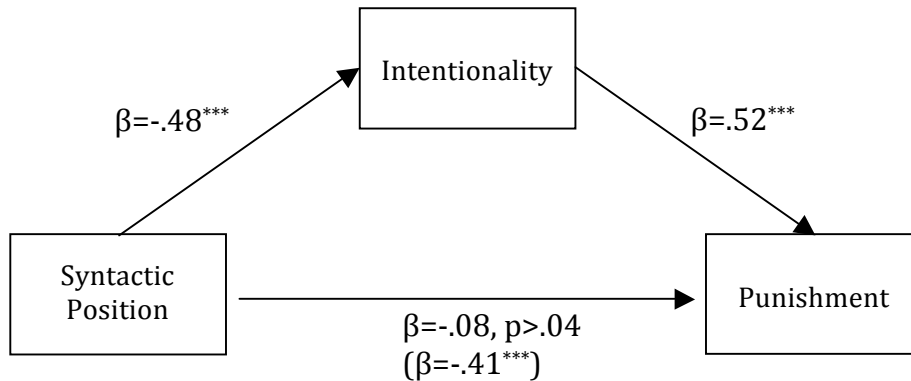 Intentionality
β=-.48***
β=.52***
Syntactic
Position
Punishment
β=-.08, p>.04
(β=-.41***)